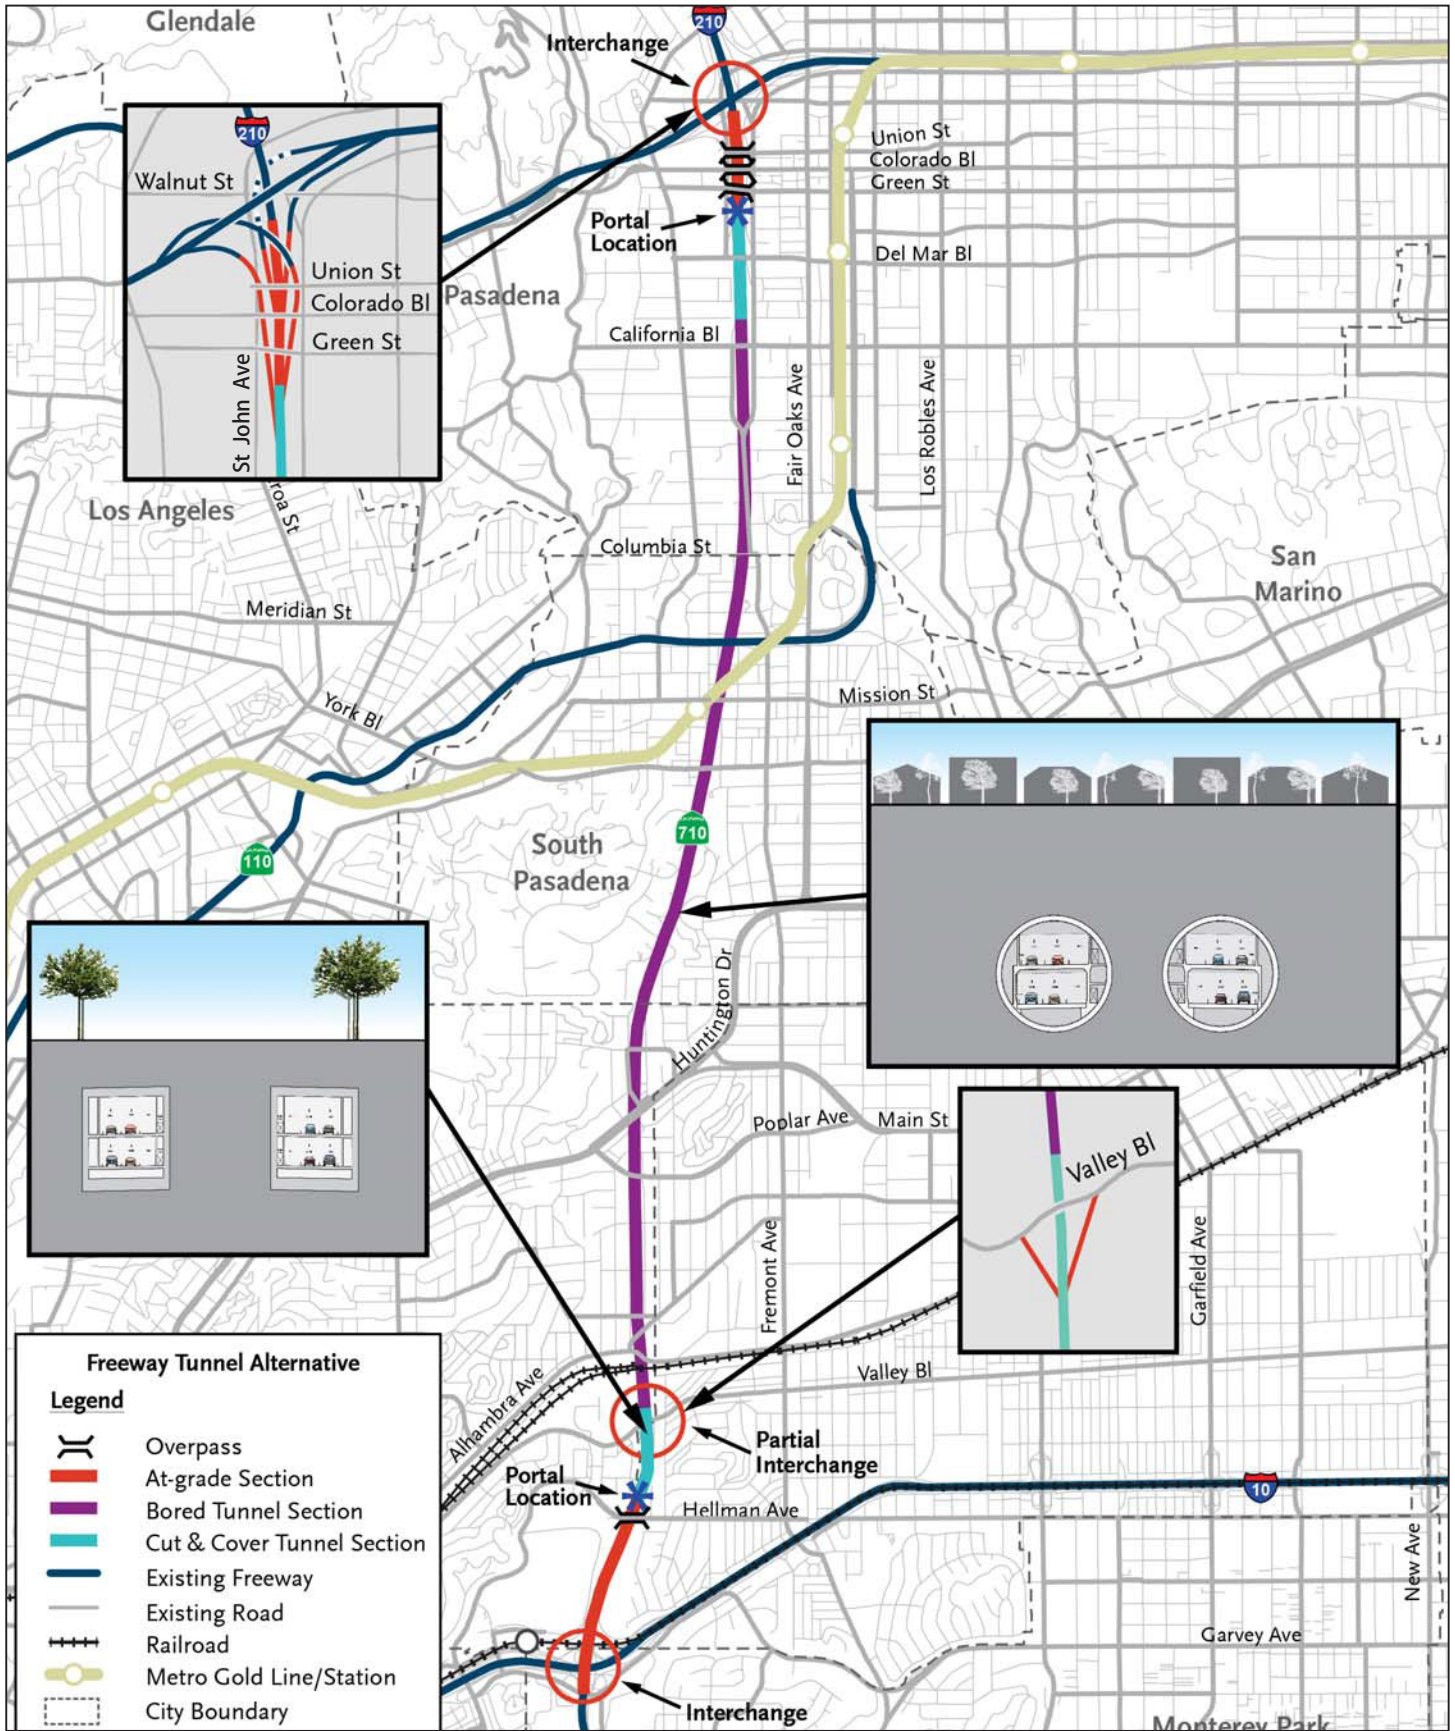 Glendale
210
Interchange
210
Walnut St
Union St
Colorado Bl
Green St
St John Ave
Union St
Colorado Bl
Green St
Portal
Location
Del Mar Bl
Pasadena
California Bl
Fair Oaks Ave
Los Robles Ave
Los Angeles
roa St
Columbia St
San
Marino
Meridian St
York Bl
Mission St
South
Pasadena
710
110
Huntington Dr
Poplar Ave
Main St
Valley Bl
Fremont Ave
Garfield Ave
Alhambra Ave
Valley Bl
Partial
Interchange
Portal
Location
Hellman Ave
10
New Ave
Garvey Ave
Interchange
Monterey Park
Freeway Tunnel Alternative
Legend
Overpass
At-grade Section
Bored Tunnel Section
Cut & Cover Tunnel Section
Existing Freeway
Existing Road
Railroad
Metro Gold Line/Station
City Boundary